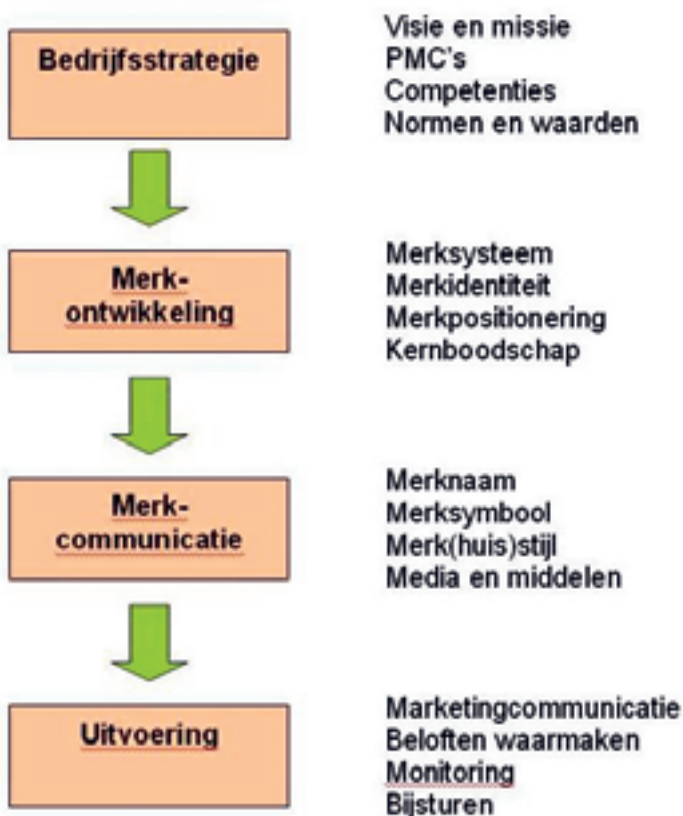 Bedrijfsstrategie
Visie en missie
PMC's
Competenties
Normen en waarden
Merk-
ontwikkeling
Merksysteem
Merkidentiteit
Merkpositionering
Kernboodschap
Merk-
communicatie
Merknaam
Merksymbool
Merk(huis)stijl
Media en middelen
Uitvoering
Marketingcommunicatie
Beloften waarmaken
Monitoring
Bijsturen